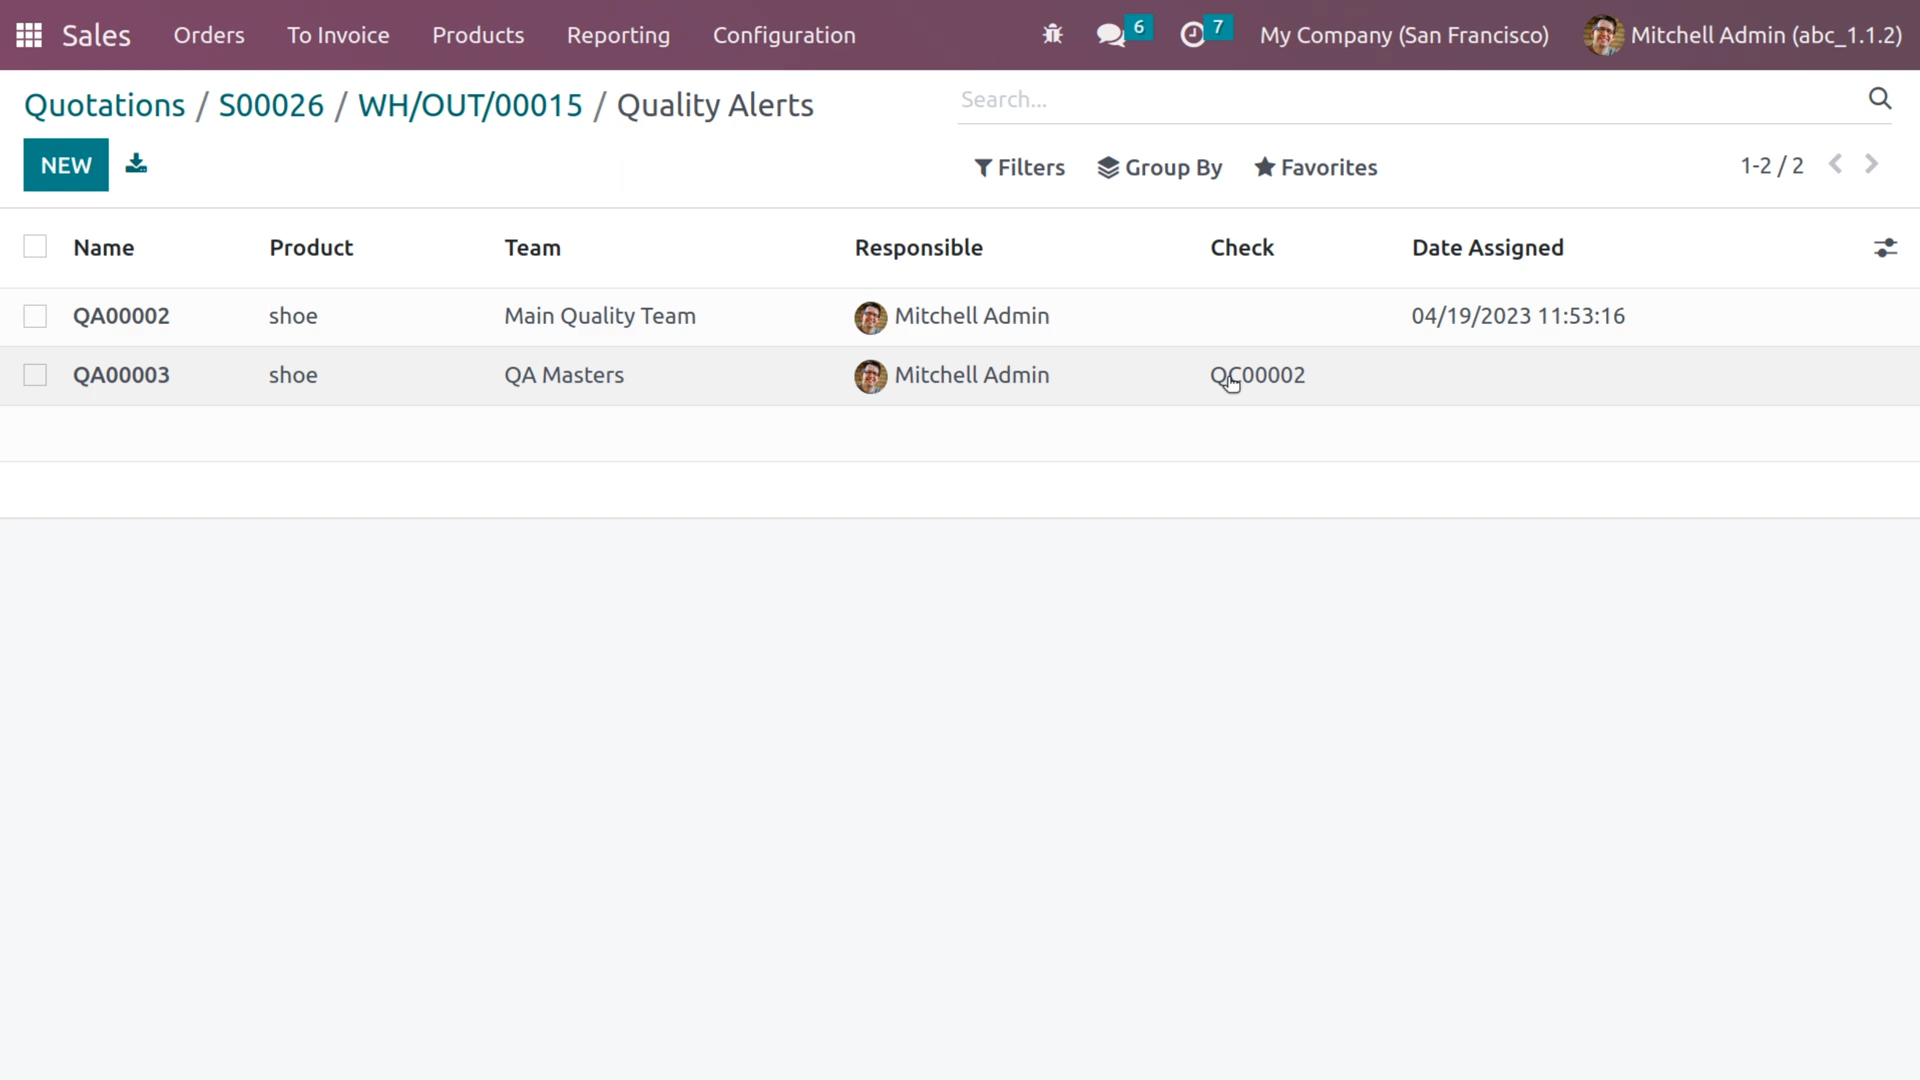 Sales Orders To Invoice Products Reporting Configuration 6 7 My Company (San Francisco) Mitchell Admin (abc_1.1.2)
Quotations / S00026 / WH/OUT/00015 / Quality Alerts Search...
NEW Filters Group By Favorites 1-2 / 2
Name Product Team Responsible Check Date Assigned
QA00002 shoe Main Quality Team Mitchell Admin 04/19/2023 11:53:16
QA00003 shoe QA Masters Mitchell Admin QC00002